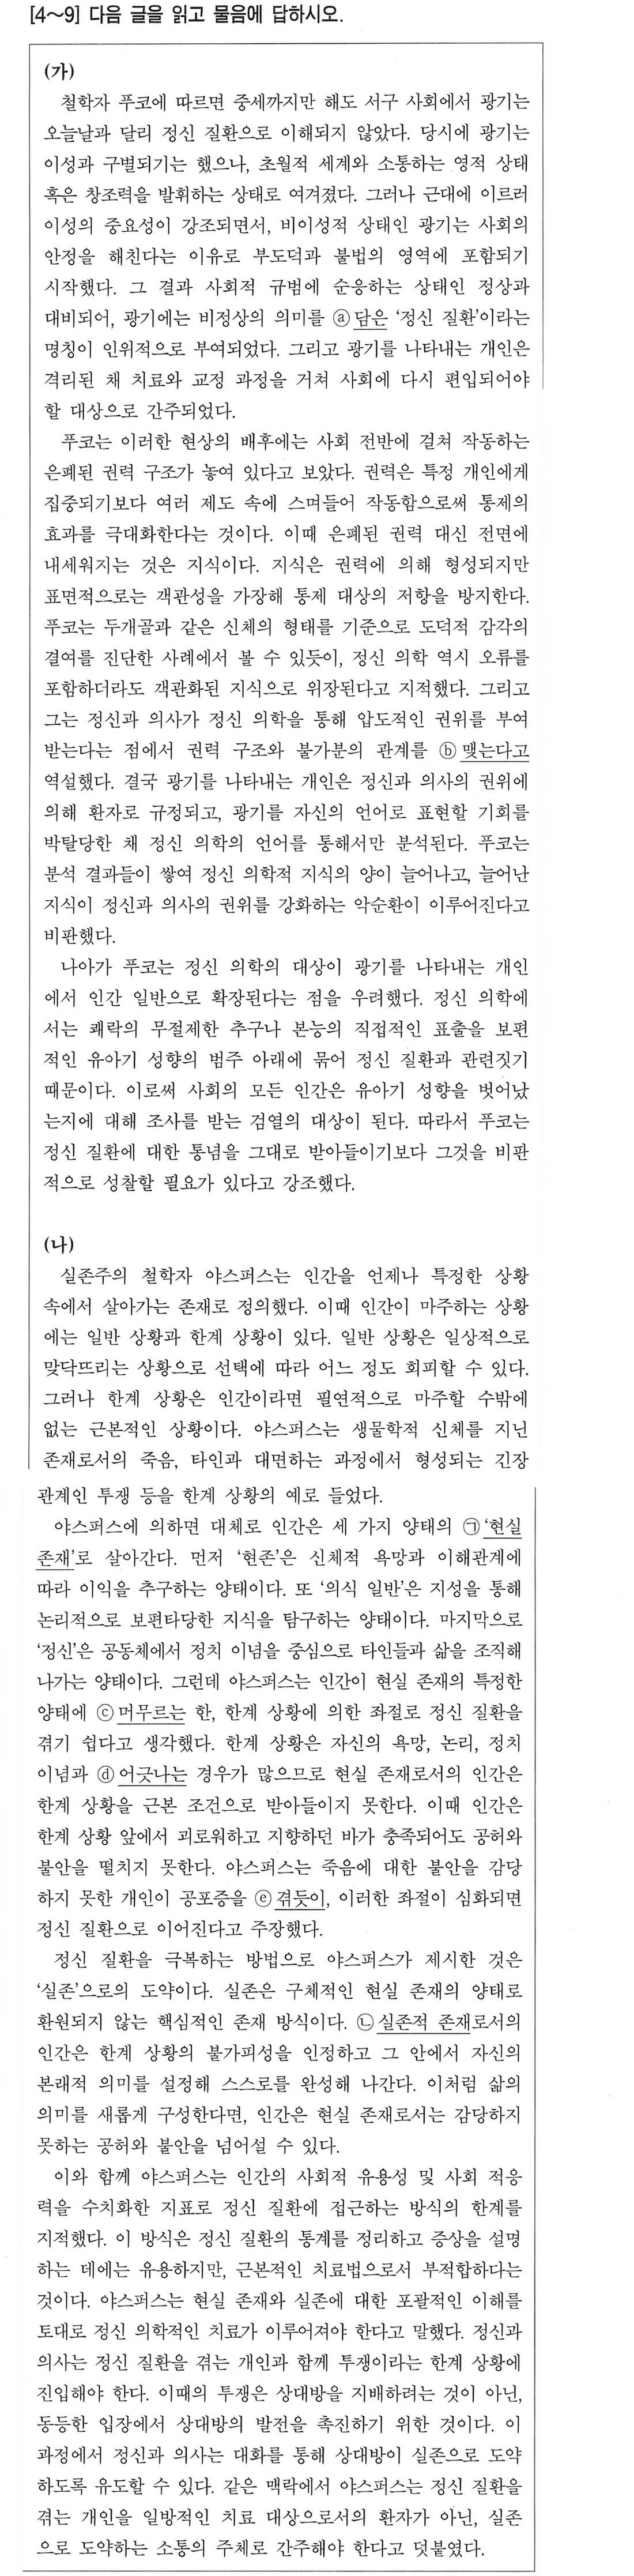 [4~9] 다음 글을 읽고 물음에 답하시오.
(가)
철학자 푸코에 따르면 중세까지만 해도 서구 사회에서 광기는
오늘날과 달리 정신 질환으로 이해되지 않았다. 당시에 광기는
이성과 구별되기는 했으나, 초월적 세계와 소통하는 영적 상태
혹은 창조력을 발휘하는 상태로 여겨졌다. 그러나 근대에 이르러
이성의 중요성이 강조되면서, 비이성적 상태인 광기는 사회의
안정을 해친다는 이유로 부도덕과 불법의 영역에 포함되기
시작했다. 그 결과 사회적 규범에 순응하는 상태인 정상과
대비되어, 광기에는 비정상의 의미를 ⓐ담은 ‘정신 질환’이라는
명칭이 인위적으로 부여되었다. 그리고 광기를 나타내는 개인은
격리된 채 치료와 교정 과정을 거쳐 사회에 다시 편입되어야
할 대상으로 간주되었다.
푸코는 이러한 현상의 배후에는 사회 전반에 걸쳐 작동하는
은폐된 권력 구조가 놓여 있다고 보았다. 권력은 특정 개인에게
집중되기보다 여러 제도 속에 스며들어 작동함으로써 통제의
효과를 극대화한다는 것이다. 이때 은폐된 권력 대신 전면에
내세워지는 것은 지식이다. 지식은 권력에 의해 형성되지만
표면적으로는 객관성을 가장해 통제 대상의 저항을 방지한다.
푸코는 두개골과 같은 신체의 형태를 기준으로 도덕적 감각의
결여를 진단한 사례에서 볼 수 있듯이, 정신 의학 역시 오류를
포함하더라도 객관화된 지식으로 위장된다고 지적했다. 그리고
그는 정신과 의사가 정신 의학을 통해 압도적인 권위를 부여
받는다는 점에서 권력 구조와 불가분의 관계를 ⓑ맺는다고
역설했다. 결국 광기를 나타내는 개인은 정신과 의사의 권위에
의해 환자로 규정되고, 광기를 자신의 언어로 표현할 기회를
박탈당한 채 정신 의학의 언어를 통해서만 분석된다. 푸코는
분석 결과들이 쌓여 정신 의학적 지식의 양이 늘어나고, 늘어난
지식이 정신과 의사의 권위를 강화하는 악순환이 이루어진다고
비판했다.
나아가 푸코는 정신 의학의 대상이 광기를 나타내는 개인
에서 인간 일반으로 확장된다는 점을 우려했다. 정신 의학에
서는 쾌락의 무절제한 추구나 본능의 직접적인 표출을 보편
적인 유아기 성향의 범주 아래에 묶어 정신 질환과 관련짓기
때문이다. 이로써 사회의 모든 인간은 유아기 성향을 벗어났
는지에 대해 조사를 받는 검열의 대상이 된다. 따라서 푸코는
정신 질환에 대한 통념을 그대로 받아들이기보다 그것을 비판
적으로 성찰할 필요가 있다고 강조했다.
(나)
실존주의 철학자 야스퍼스는 인간을 언제나 특정한 상황
속에서 살아가는 존재로 정의했다. 이때 인간이 마주하는 상황
에는 일반 상황과 한계 상황이 있다. 일반 상황은 일상적으로
맞닥뜨리는 상황으로 선택에 따라 어느 정도 회피할 수 있다.
그러나 한계 상황은 인간이라면 필연적으로 마주할 수밖에
없는 근본적인 상황이다. 야스퍼스는 생물학적 신체를 지닌
존재로서의 죽음, 타인과 대면하는 과정에서 형성되는 긴장
관계인 투쟁 등을 한계 상황의 예로 들었다.
야스퍼스에 의하면 대체로 인간은 세 가지 양태의 ㉠‘현실
존재’로 살아간다. 먼저 ‘현존’은 신체적 욕망과 이해관계에
따라 이익을 추구하는 양태이다. 또 ‘의식 일반’은 지성을 통해
논리적으로 보편타당한 지식을 탐구하는 양태이다. 마지막으로
‘정신’은 공동체에서 정치 이념을 중심으로 타인들과 삶을 조직해
나가는 양태이다. 그런데 야스퍼스는 인간이 현실 존재의 특정한
양태에 ⓒ머무르는 한, 한계 상황에 의한 좌절로 정신 질환을
겪기 쉽다고 생각했다. 한계 상황은 자신의 욕망, 논리, 정치
이념과 ⓓ어긋나는 경우가 많으므로 현실 존재로서의 인간은
한계 상황을 근본 조건으로 받아들이지 못한다. 이때 인간은
한계 상황 앞에서 괴로워하고 지향하던 바가 충족되어도 공허와
불안을 떨치지 못한다. 야스퍼스는 죽음에 대한 불안을 감당
하지 못한 개인이 공포증을 ⓔ겪듯이, 이러한 좌절이 심화되면
정신 질환으로 이어진다고 주장했다.
정신 질환을 극복하는 방법으로 야스퍼스가 제시한 것은
‘실존’으로의 도약이다. 실존은 구체적인 현실 존재의 양태로
환원되지 않는 핵심적인 존재 방식이다. ㉡실존적 존재로서의
인간은 한계 상황의 불가피성을 인정하고 그 안에서 자신의
본래적 의미를 설정해 스스로를 완성해 나간다. 이처럼 삶의
의미를 새롭게 구성한다면, 인간은 현실 존재로서는 감당하지
못하는 공허와 불안을 넘어설 수 있다.
이와 함께 야스퍼스는 인간의 사회적 유용성 및 사회 적응
력을 수치화한 지표로 정신 질환에 접근하는 방식의 한계를
지적했다. 이 방식은 정신 질환의 통계를 정리하고 증상을 설명
하는 데에는 유용하지만, 근본적인 치료법으로서 부적합하다는
것이다. 야스퍼스는 현실 존재와 실존에 대한 포괄적인 이해를
토대로 정신 의학적인 치료가 이루어져야 한다고 말했다. 정신과
의사는 정신 질환을 겪는 개인과 함께 투쟁이라는 한계 상황에
진입해야 한다. 이때의 투쟁은 상대방을 지배하려는 것이 아닌,
동등한 입장에서 상대방의 발전을 촉진하기 위한 것이다. 이
과정에서 정신과 의사는 대화를 통해 상대방이 실존으로 도약
하도록 유도할 수 있다. 같은 맥락에서 야스퍼스는 정신 질환을
겪는 개인을 일방적인 치료 대상으로서의 환자가 아닌, 실존
으로 도약하는 소통의 주체로 간주해야 한다고 덧붙였다.